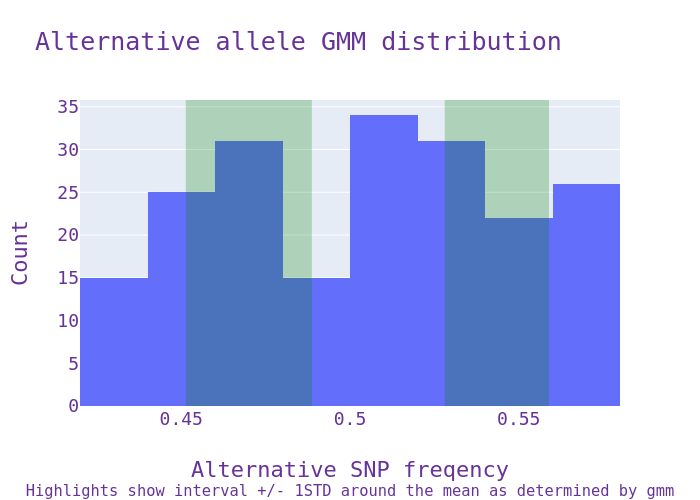 Alternative allele GMM distribution
35
30
25
20
15
10
5
0
Count
0.45 0.5 0.55
Alternative SNP freqency
Highlights show interval +/- 1STD around the mean as determined by gmm